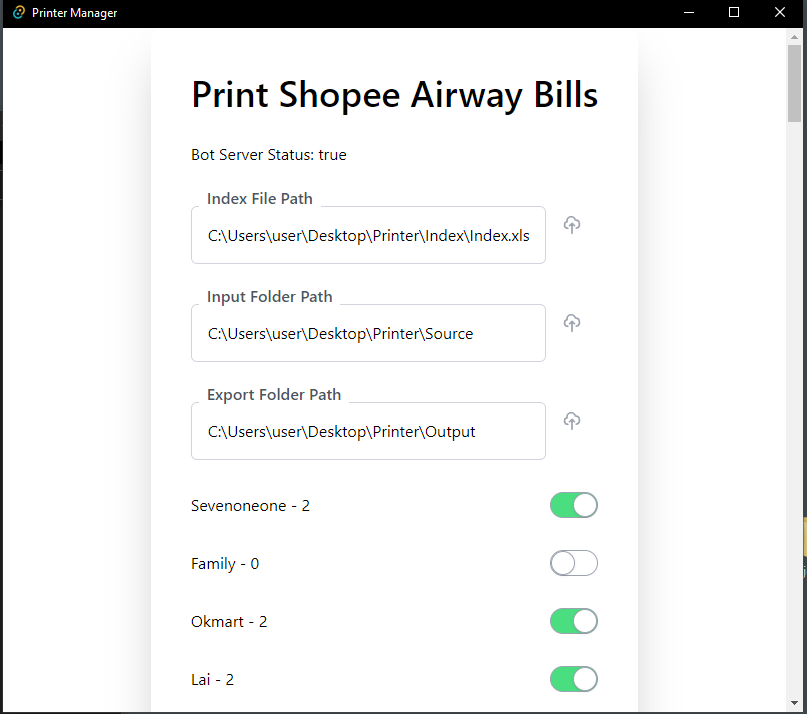 Printer Manager
Print Shopee Airway Bills
Bot Server Status: true
Index File Path
C:\Users\user\Desktop\Printer\Index\Index.xls
Input Folder Path
C:\Users\user\Desktop\Printer\Source
Export Folder Path
C:\Users\user\Desktop\Printer\Output
Sevenoneone - 2
Family - 0
Okmart - 2
Lai - 2